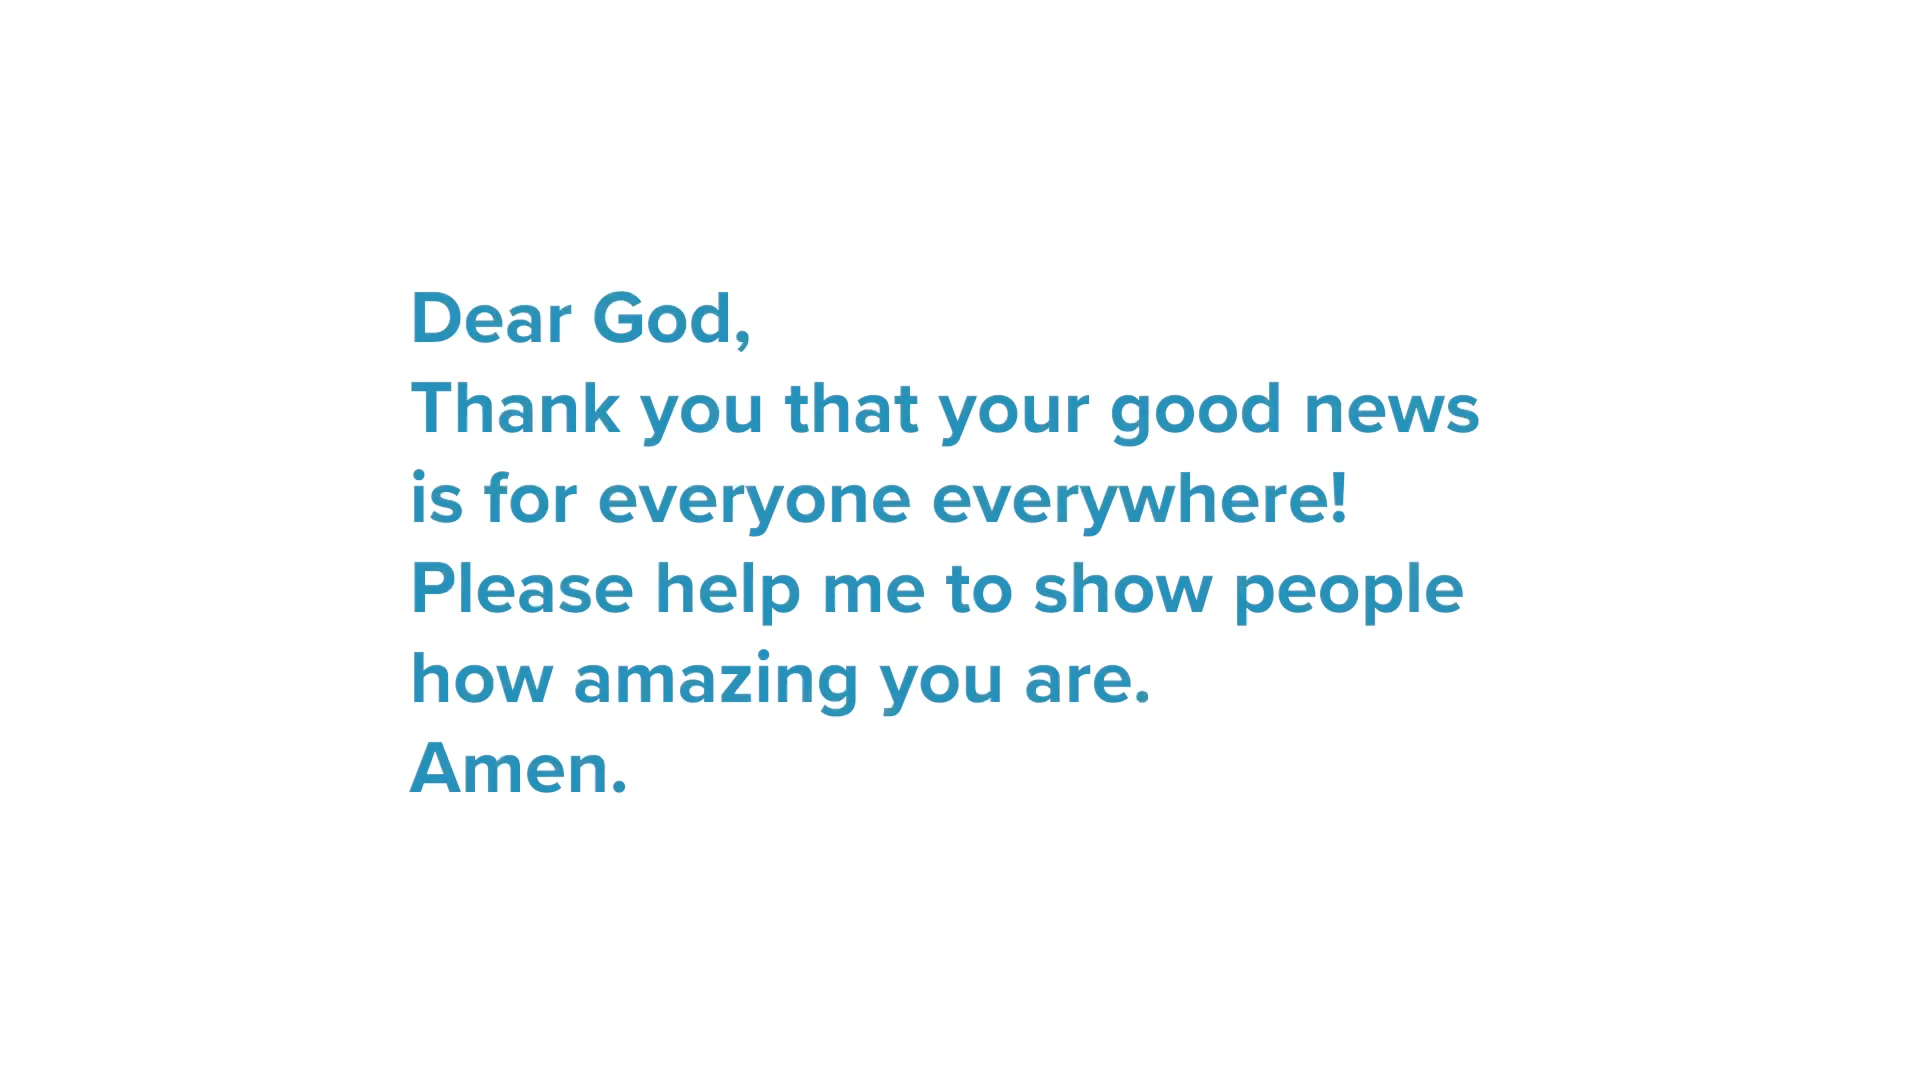 Dear God,
Thank you that your good news
is for everyone everywhere!
Please help me to show people
how amazing you are.
Amen.